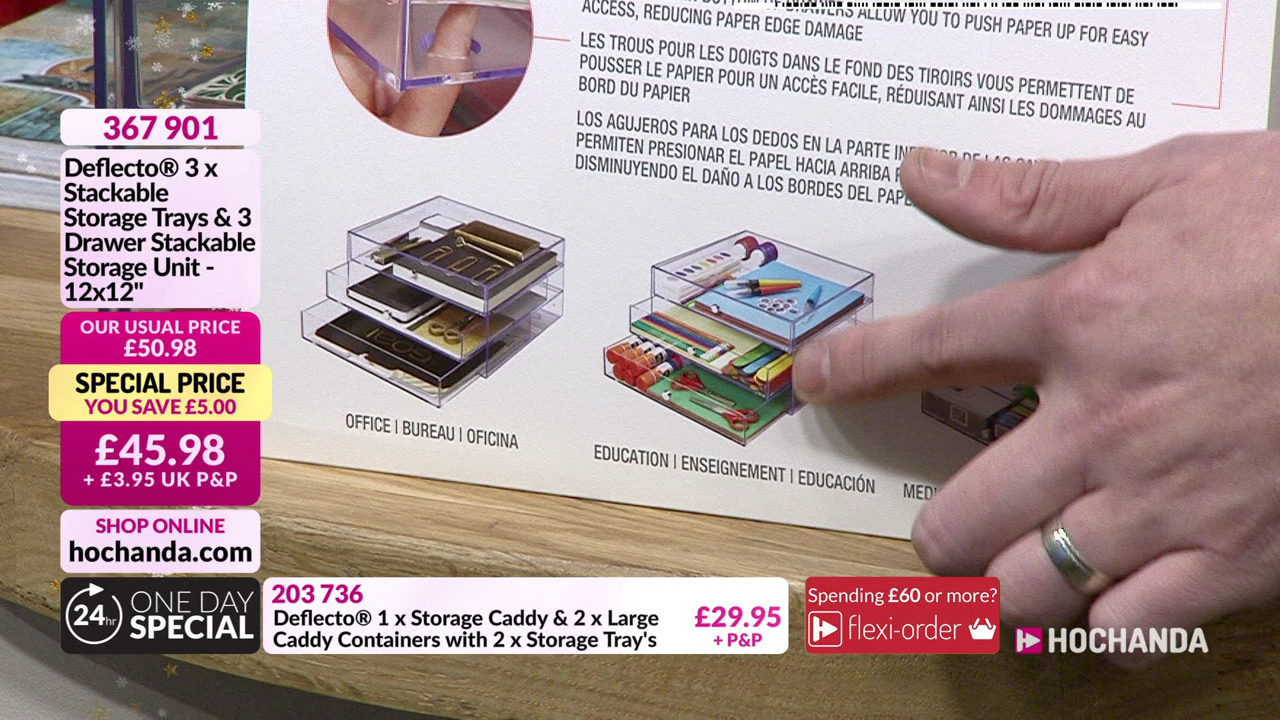 DRAWERS ALLOW YOU TO PUSH PAPER UP FOR EASY
ACCESS, REDUCING PAPER EDGE DAMAGE
LES TROUS POUR LES DOIGTS DANS LE FOND DES TIROIRS VOUS PERMETTENT DE
POUSSER LE PAPIER POUR UN ACCÈS FACILE, RÉDUISANT AINSI LES DOMMAGES AU
BORD DU PAPIER
LOS AGUJEROS PARA LOS DEDOS EN LA PARTE
PERMITEN PRESIONAR EL PAPEL HACIA ARRIBA
DISMINUYENDO EL DAÑO A LOS BORDES DEL
OFFICE | BUREAU | OFICINA
EDUCATION | ENSEIGNEMENT | EDUCACIÓN
367 901
Deflecto® 3 x
Stackable
Storage Trays & 3
Drawer Stackable
Storage Unit -
12x12"
OUR USUAL PRICE
£50.98
SPECIAL PRICE
YOU SAVE £5.00
£45.98
+ £3.95 UK P&P
SHOP ONLINE
hochanda.com
24hr ONE DAY
SPECIAL
203 736
Deflecto® 1 x Storage Caddy & 2 x Large
Caddy Containers with 2 x Storage Tray's
£29.95
+ P&P
Spending £60 or more?
flexi-order
HOCHANDA